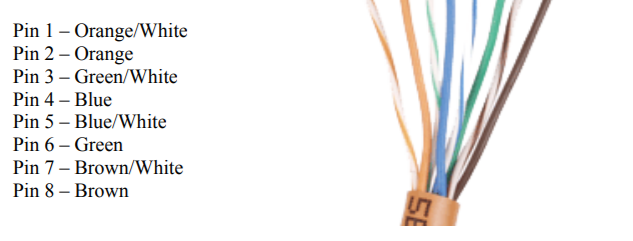 Pin 1 – Orange/White
Pin 2 – Orange
Pin 3 – Green/White
Pin 4 – Blue
Pin 5 – Blue/White
Pin 6 – Green
Pin 7 – Brown/White
Pin 8 – Brown